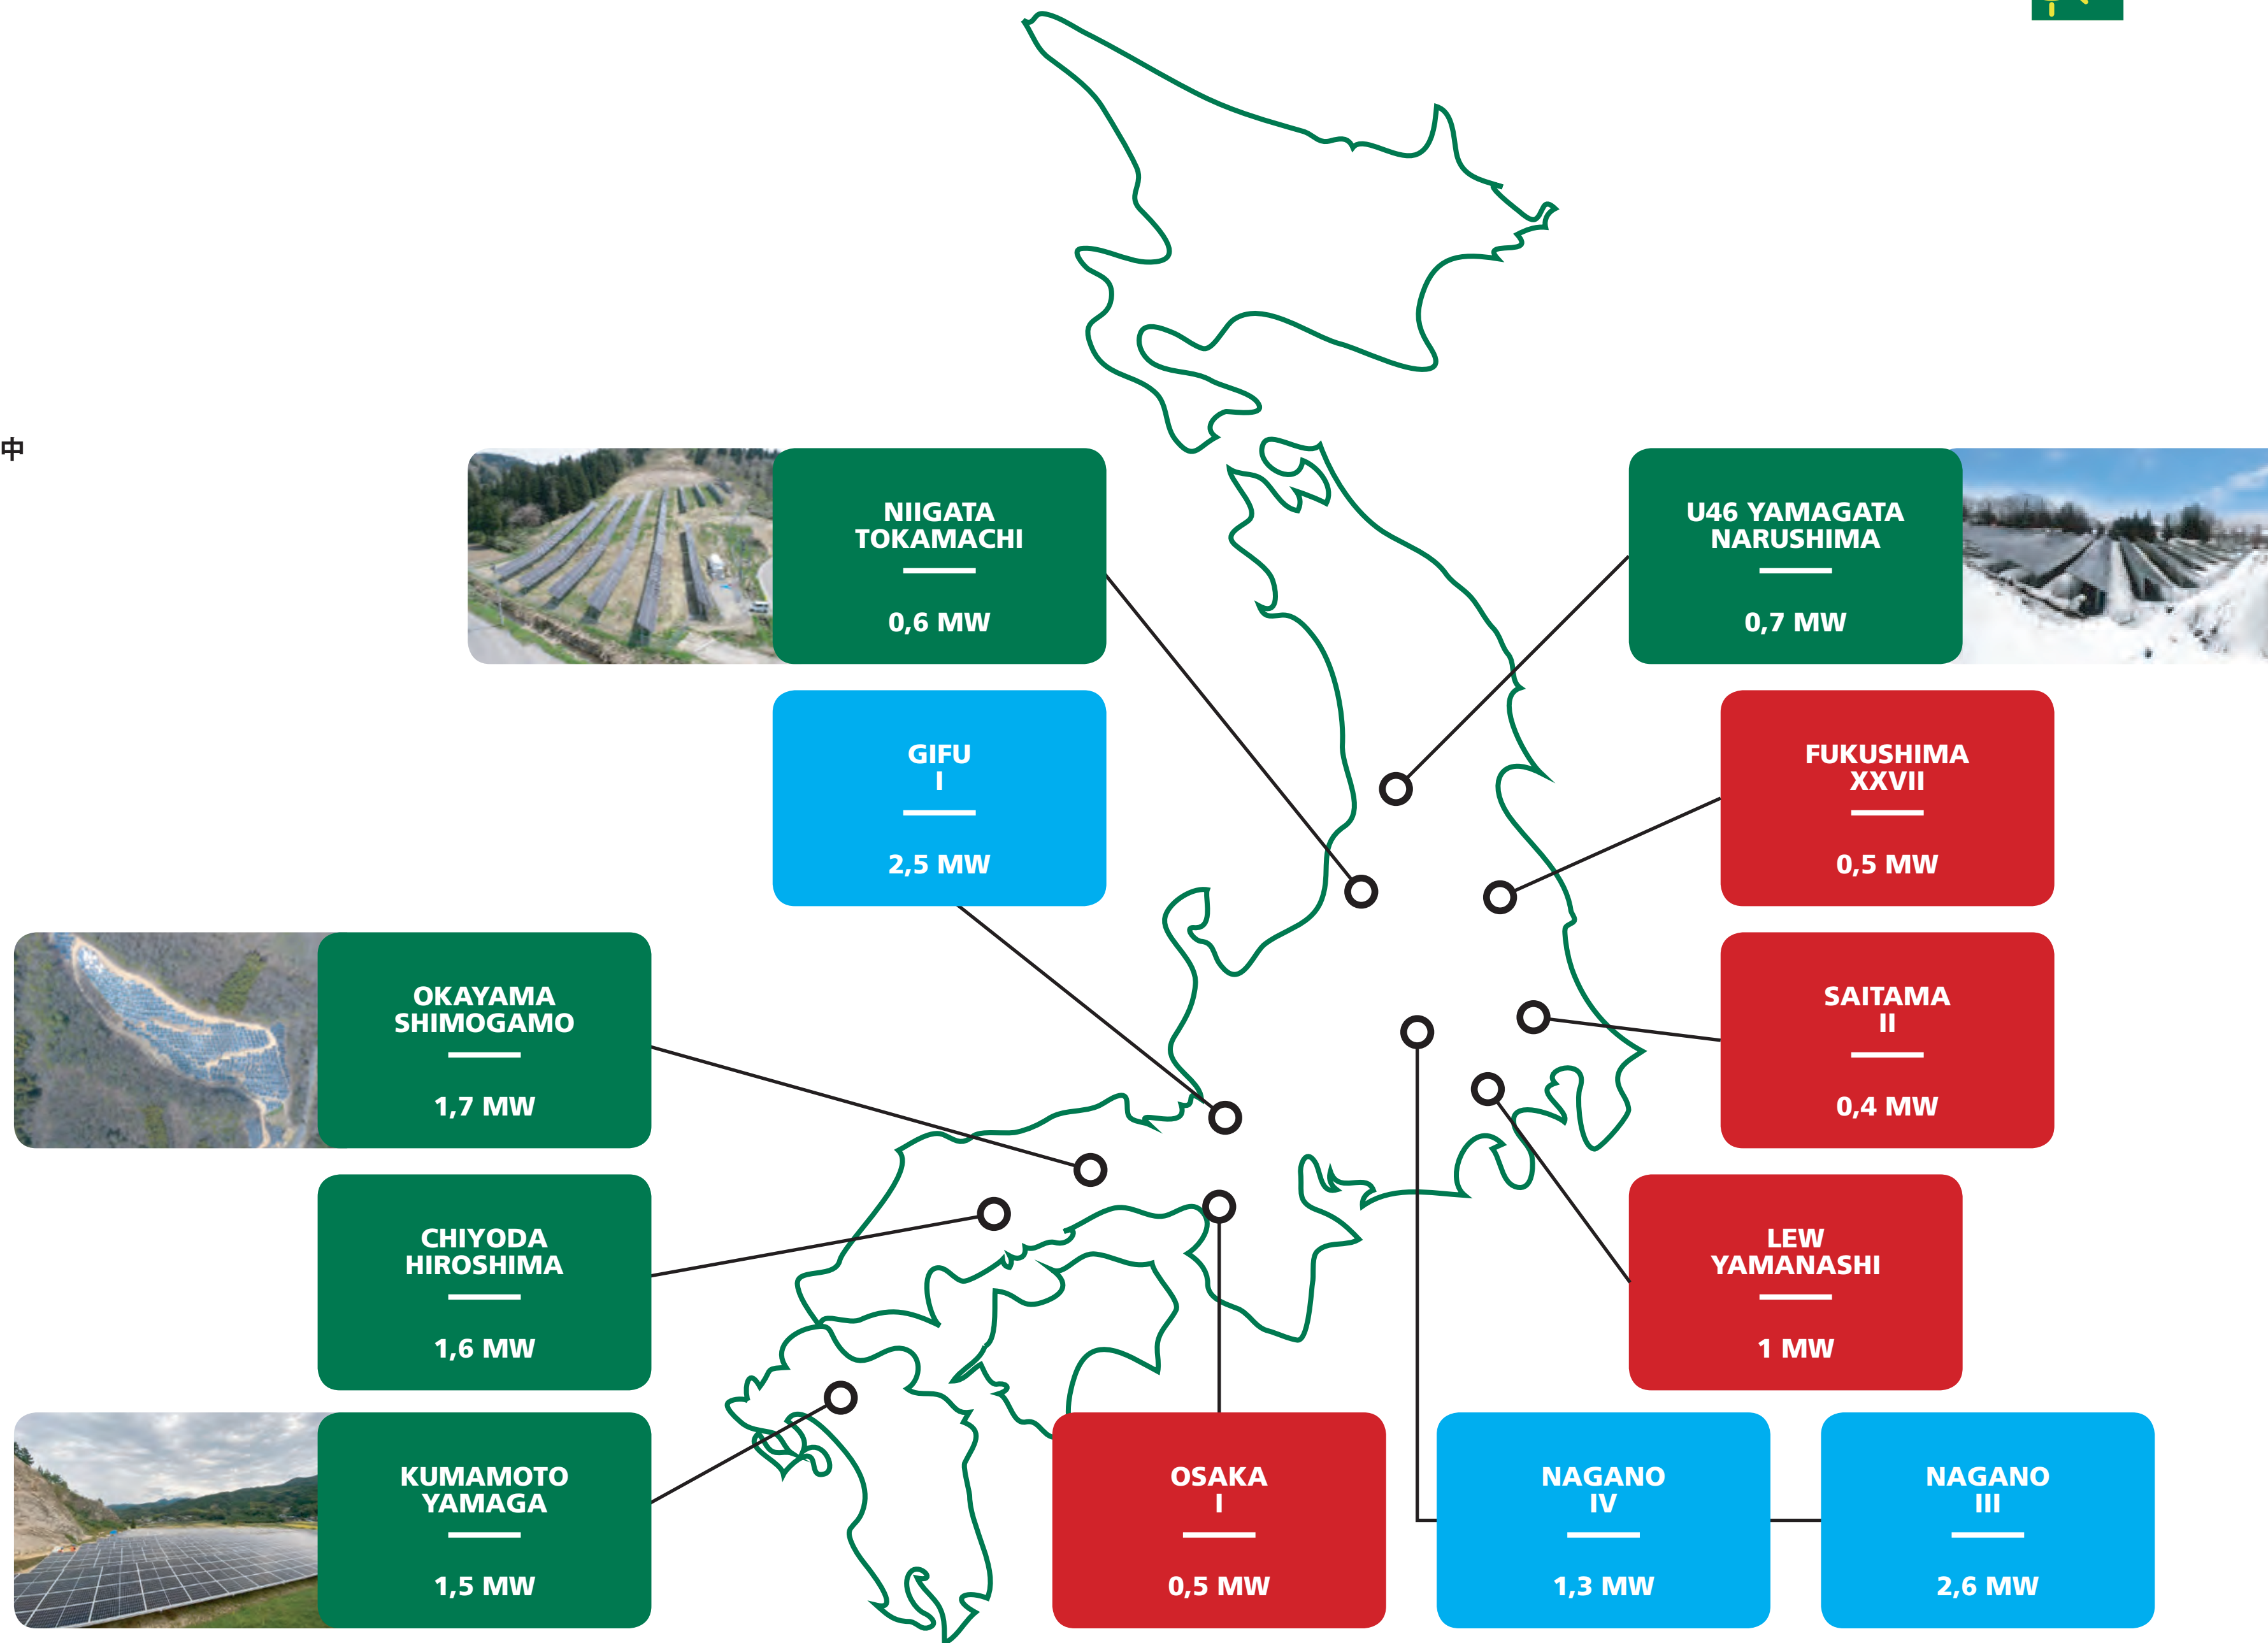 中
NIIGATA
TOKAMACHI
0,6 MW
U46 YAMAGATA
NARUSHIMA
0,7 MW
GIFU
I
2,5 MW
FUKUSHIMA
XXVII
0,5 MW
OKAYAMA
SHIMOGAMO
1,7 MW
SAITAMA
II
0,4 MW
CHIYODA
HIROSHIMA
1,6 MW
LEW
YAMANASHI
1 MW
KUMAMOTO
YAMAGA
1,5 MW
OSAKA
I
0,5 MW
NAGANO
IV
1,3 MW
NAGANO
III
2,6 MW